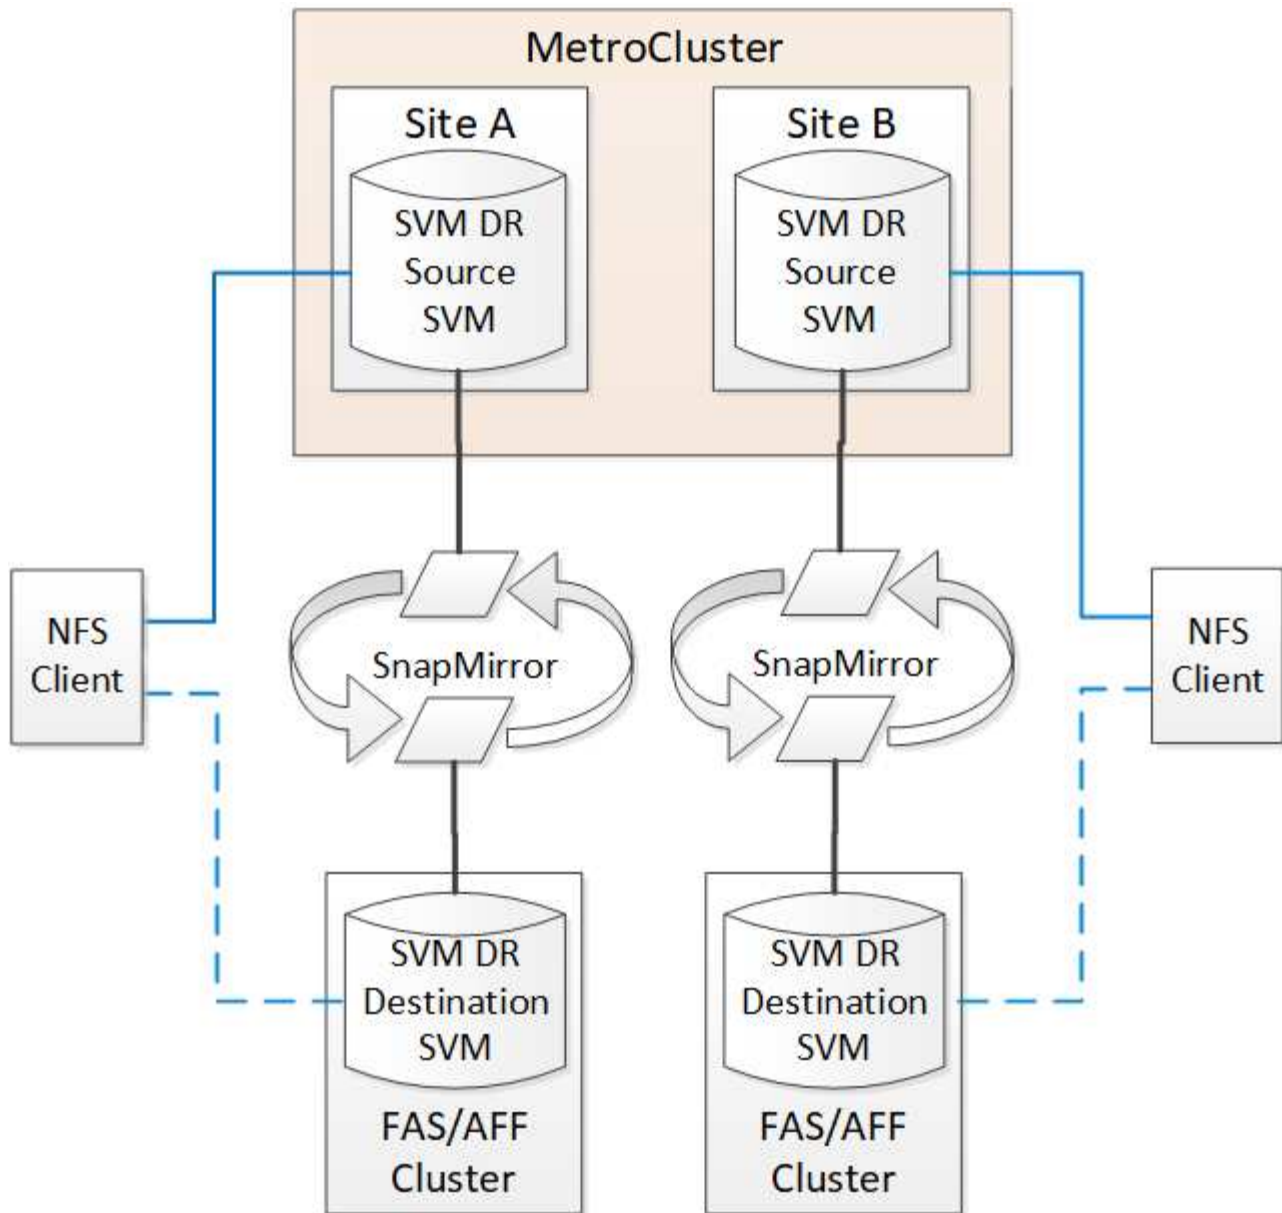 MetroCluster
Site A
SVM DR
Source
SVM
Site B
SVM DR
Source
SVM
NFS
Client
SnapMirror
SnapMirror
NFS
Client
SVM DR
Destination
SVM
FAS/AFF
Cluster
SVM DR
Destination
SVM
FAS/AFF
Cluster